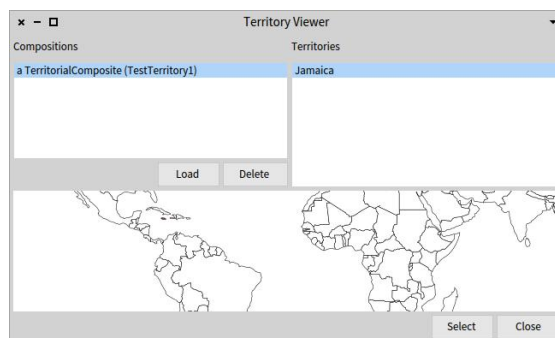 Territory Viewer
Compositions
Territories
a TerritorialComposite (TestTerritory1)
Jamaica
Load
Delete
Select
Close